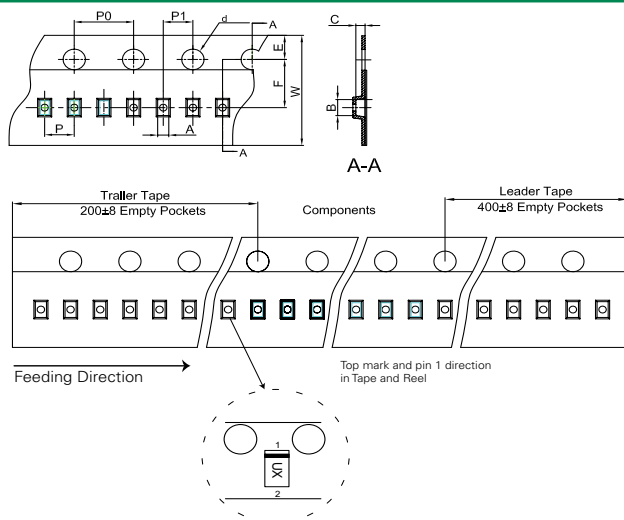 P0
P1
d
A
C
E
F
W
B
P
A
A
A-A
Traller Tape
200±8 Empty Pockets
Components
Leader Tape
400±8 Empty Pockets
Feeding Direction
Top mark and pin 1 direction
in Tape and Reel
1
UX
2